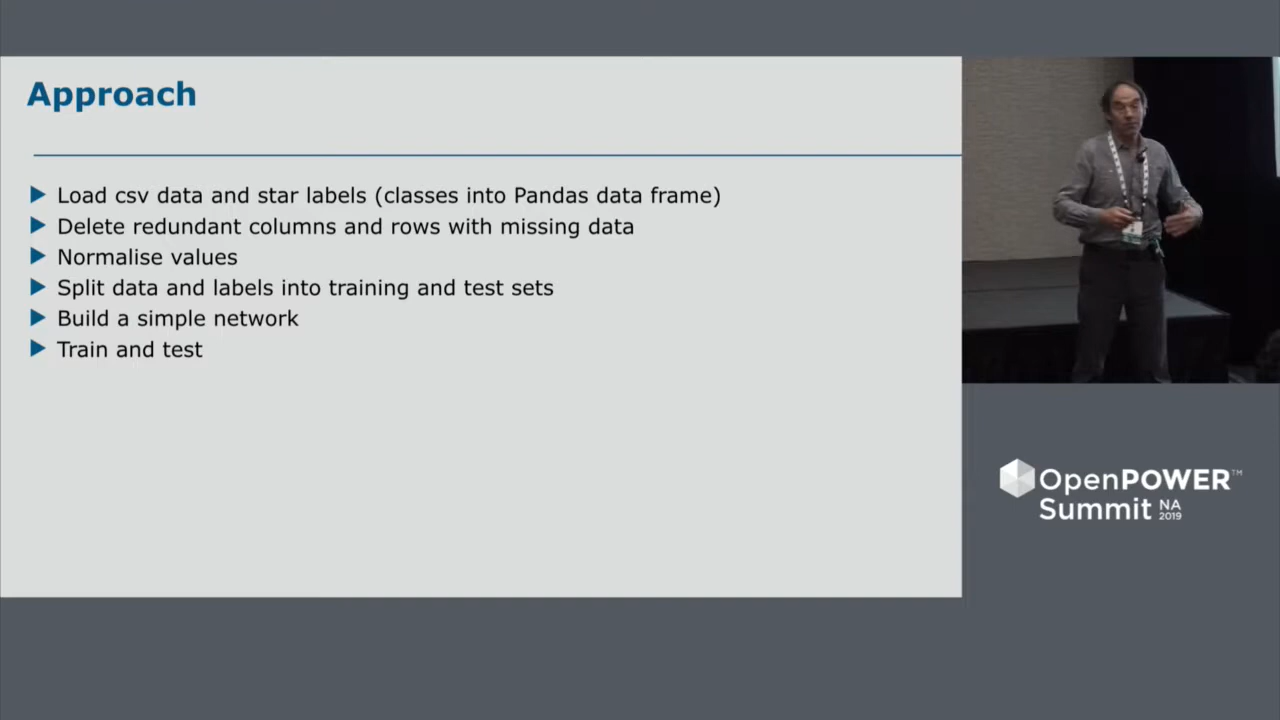 Approach
Load csv data and star labels (classes into Pandas data frame)
Delete redundant columns and rows with missing data
Normalise values
Split data and labels into training and test sets
Build a simple network
Train and test
OpenPOWER™
Summit NA 2019